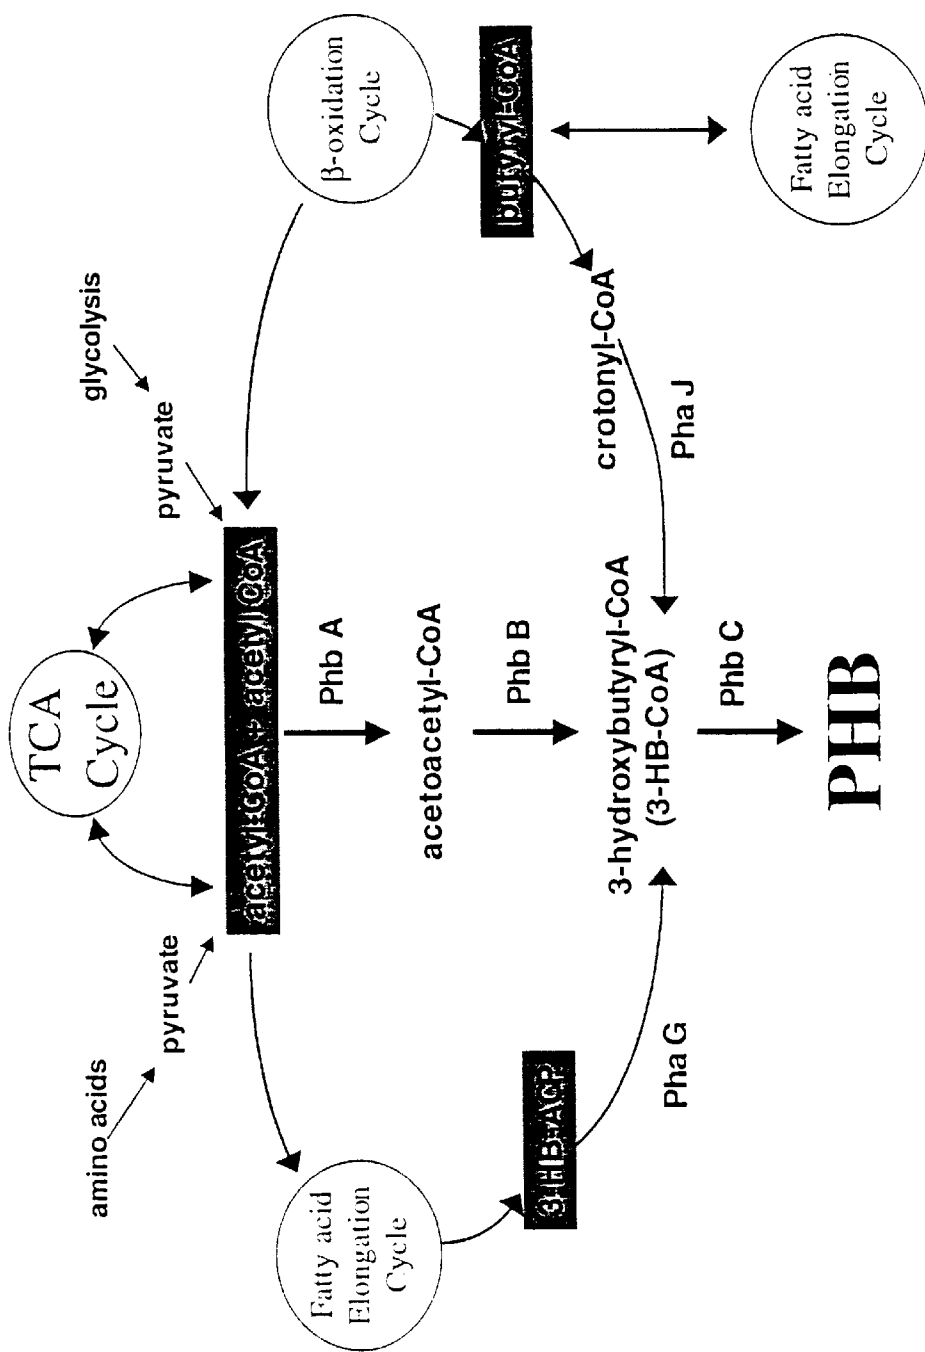 TCA
Cycle
amino acids
pyruvate
glycolysis
pyruvate
acetyl-CoA + acetyl CoA
Fatty acid
Elongation
Cycle
β-oxidation
Cycle
Phb A
acetoacetyl-CoA
3-HB-ACP
butyryl-CoA
Phb B
Pha G
3-hydroxybutyryl-CoA
(3-HB-CoA)
crotonyl-CoA
Pha J
Phb C
Fatty acid
Elongation
Cycle
PHB